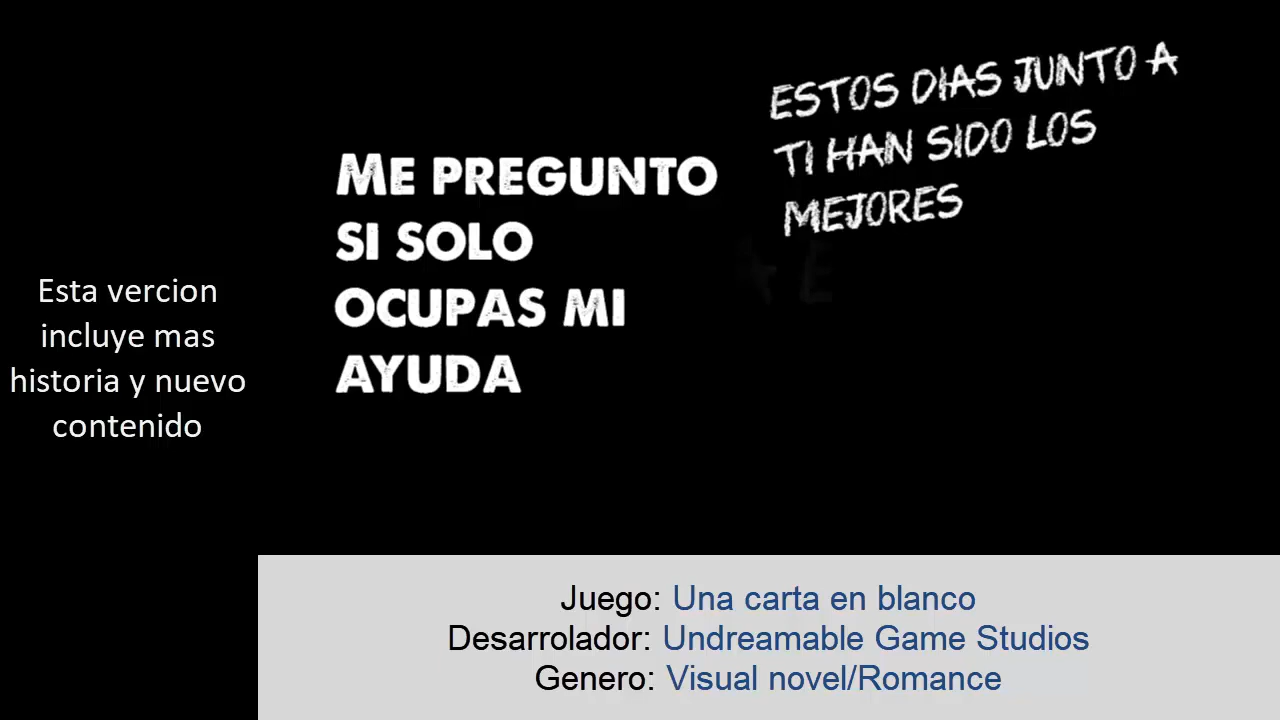 Esta vercion
incluye mas
historia y nuevo
contenido
ME PREGUNTO
SI SOLO
OCUPAS MI
AYUDA
ESTOS DIAS JUNTO A
TI HAN SIDO LOS
MEJORES
Juego: Una carta en blanco
Desarrolador: Undreamable Game Studios
Genero: Visual novel/Romance